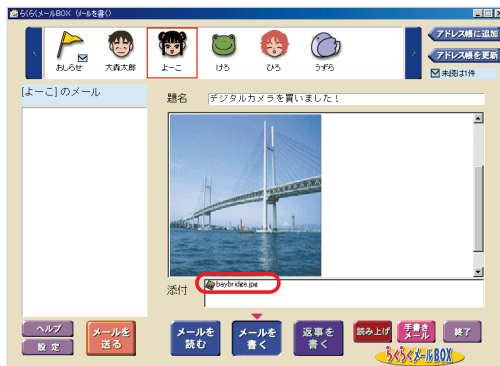 らくらくメールBOX (メールを書く)
アドレス帳に追加
アドレス帳を更新
未読は1件
おしらせ
大森太郎
よーこ
けろ
ひろ
うずら
[よーこ]のメール
題名
デジタルカメラを買いました!
添付
baybridge.jpg
ヘルプ
設 定
メールを
送る
メールを
読む
メールを
書く
返事を
書く
読み上げ
手書き
メール
終了
らくらくメールBOX